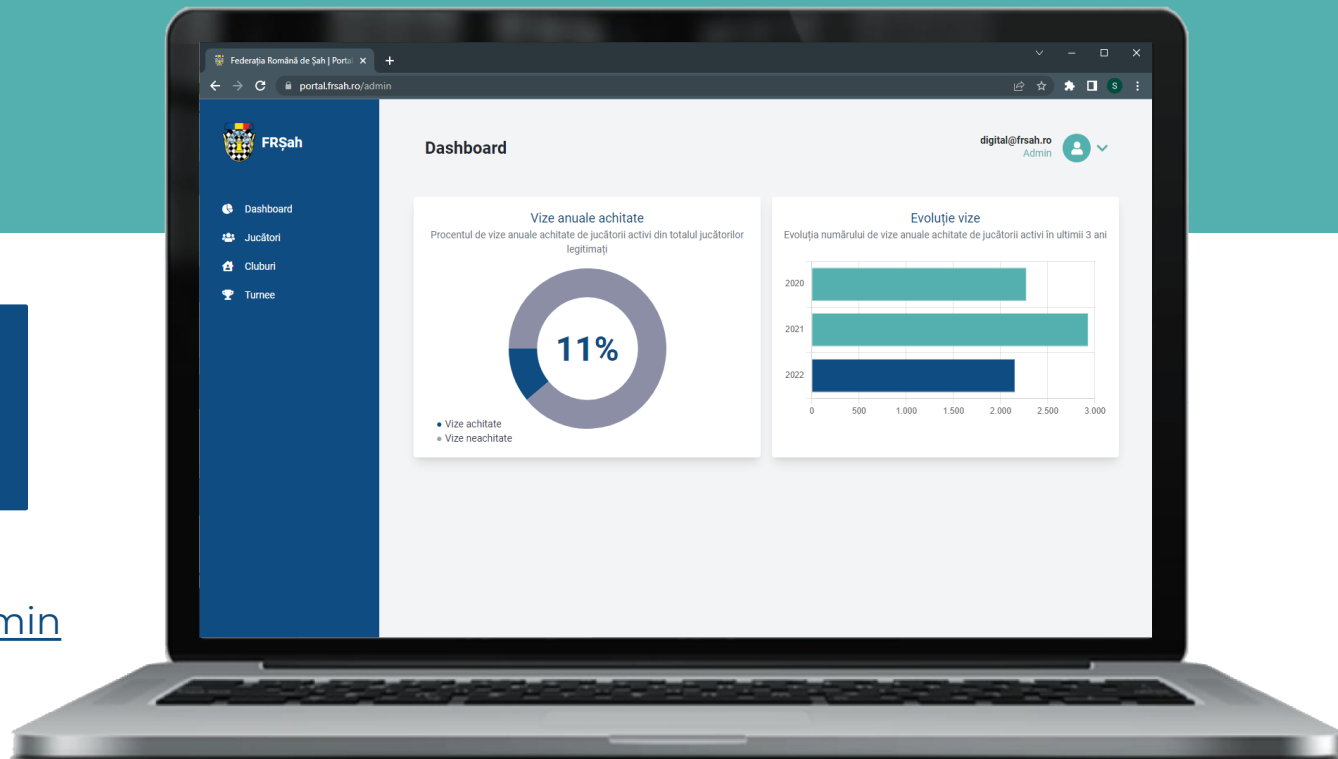 Federația Română de Șah | Portal
portal.frsah.ro/admin
S
FRȘah
Dashboard
digital@frsah.ro
Admin
Dashboard
Jucători
Cluburi
Turnee
Vize anuale achitate
Procentul de vize anuale achitate de jucătorii activi din totalul jucătorilor
legitimați
11%
Vize achitate
Vize neachitate
Evoluție vize
Evoluția numărului de vize anuale achitate de jucătorii activi în ultimii 3 ani
2020
2021
2022
0 500 1.000 1.500 2.000 2.500 3.000
min